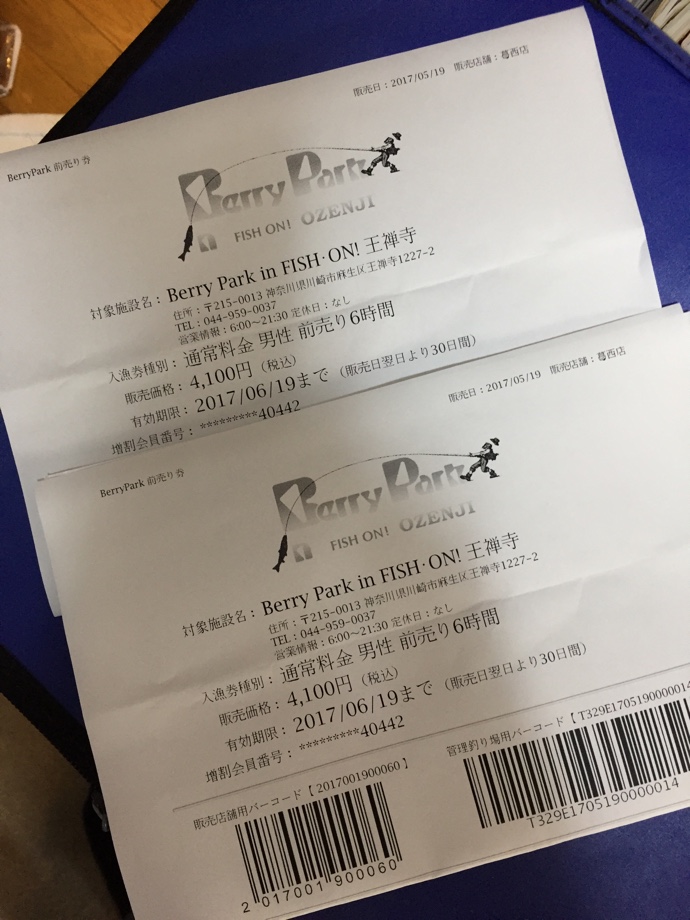 販売日：2017/05/19 販売店舗：葛西店
BerryPark 前売り券
Berry Park
in FISH ON! OZENJI
対象施設名：Berry Park in FISH･ON! 王禅寺
住所：〒215-0013 神奈川県川崎市麻生区王禅寺1227-2
TEL：044-959-0037
営業情報：6:00～21:30 定休日：なし
入漁券種別：通常料金 男性 前売り6時間
販売価格：4,100円（税込）
有効期限：2017/06/19まで（販売日翌日より30日間）
増割会員番号：*********40442
販売日：2017/05/19 販売店舗：葛西店
BerryPark 前売り券
Berry Park
in FISH ON! OZENJI
対象施設名：Berry Park in FISH･ON! 王禅寺
住所：〒215-0013 神奈川県川崎市麻生区王禅寺1227-2
TEL：044-959-0037
営業情報：6:00～21:30 定休日：なし
入漁券種別：通常料金 男性 前売り6時間
販売価格：4,100円（税込）
有効期限：2017/06/19まで（販売日翌日より30日間）
増割会員番号：*********40442
販売店舗用バーコード【 2017001900060 】
2 017001 900060
管理釣り場用バーコード【 T329E1705190000014
T329E1705190000014